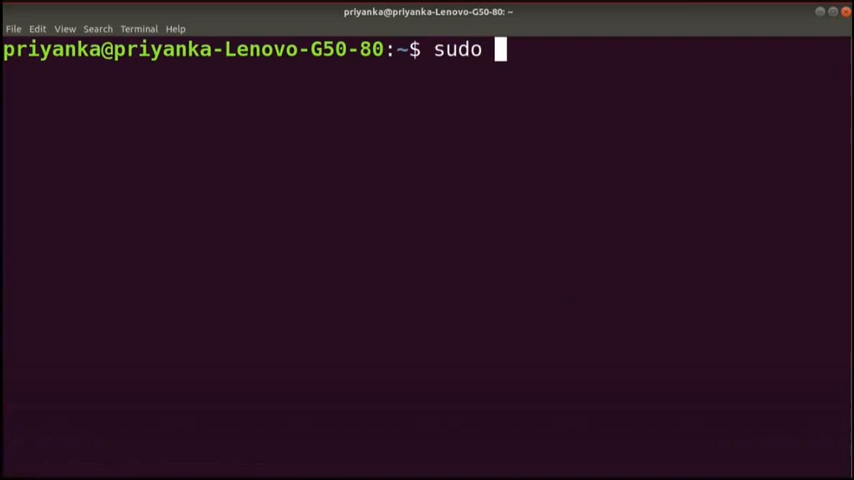 priyanka@priyanka-Lenovo-G50-80: ~
File Edit View Search Terminal Help
priyanka@priyanka-Lenovo-G50-80:~$ sudo